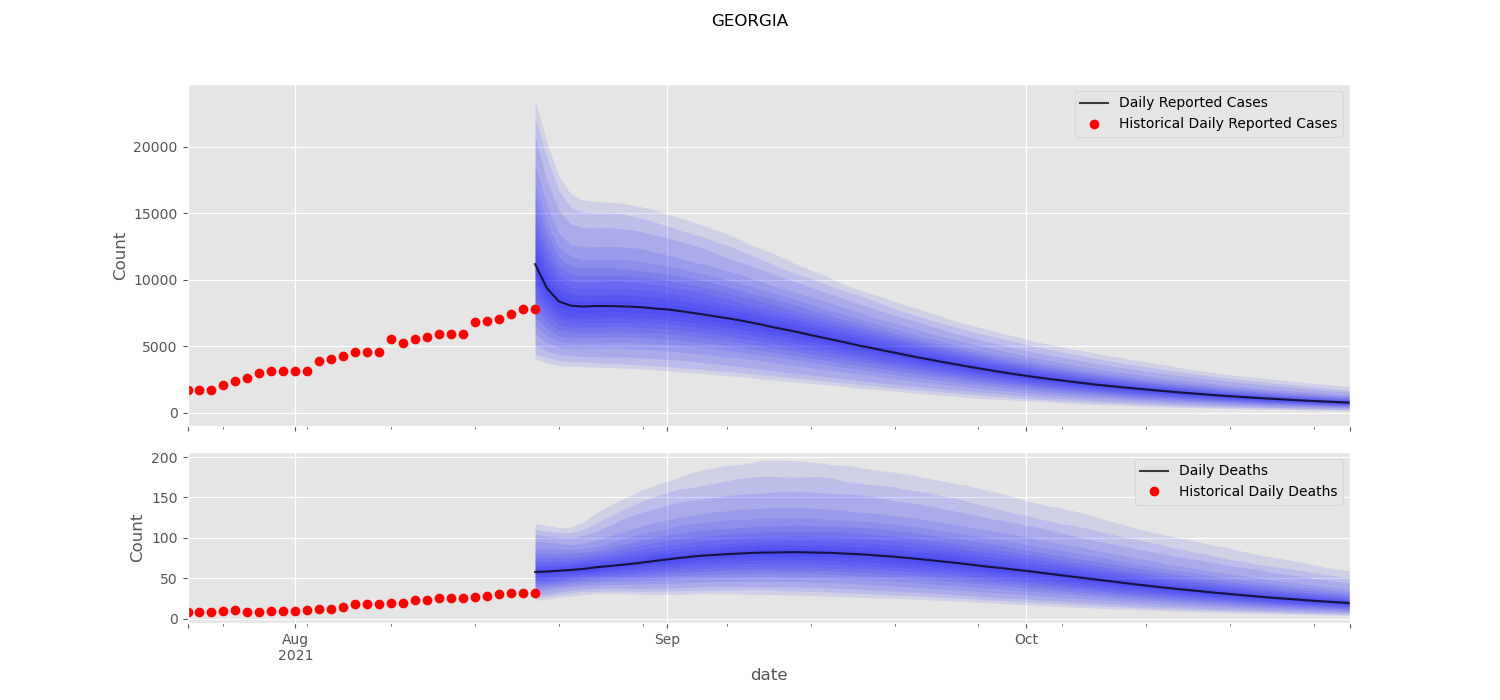 GEORGIA
Daily Reported Cases
Historical Daily Reported Cases
20000
15000
10000
5000
0
Count
Daily Deaths
Historical Daily Deaths
200
150
100
50
0
Count
Aug
2021
Sep
Oct
date